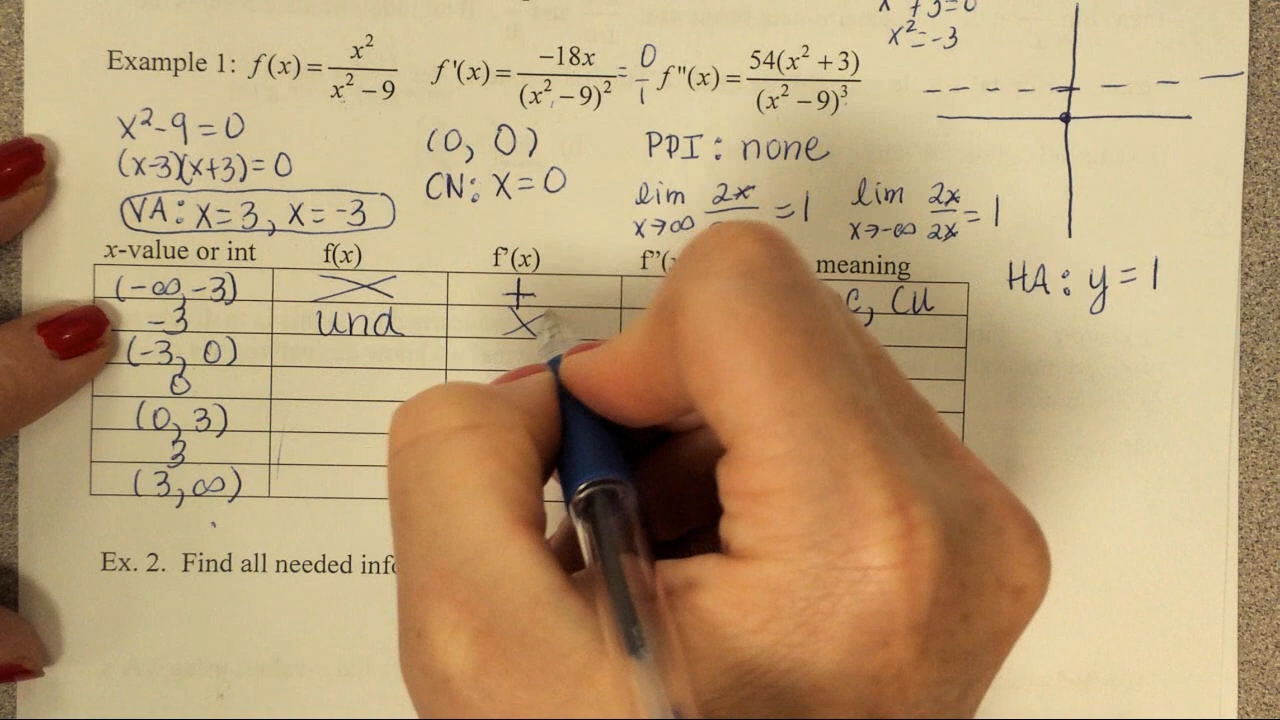 x²=-3
Example 1: f(x) = x²/(x² − 9) f'(x) = −18x/(x² − 9)² = 0/1 f"(x) = 54(x² + 3)/(x² − 9)³
x²-9=0
(x-3)(x+3)=0
VA: x=3, x=-3
(0, 0)
CN: x=0
PPI: none
lim x→∞ 2x =1
lim x→-∞ 2x/2x =1
HA: y=1
x-value or int f(x) f'(x) meaning
(-∞,-3) + CU
-3 und
(-3, 0)
0
(0, 3)
3
(3, ∞)
Ex. 2. Find all needed